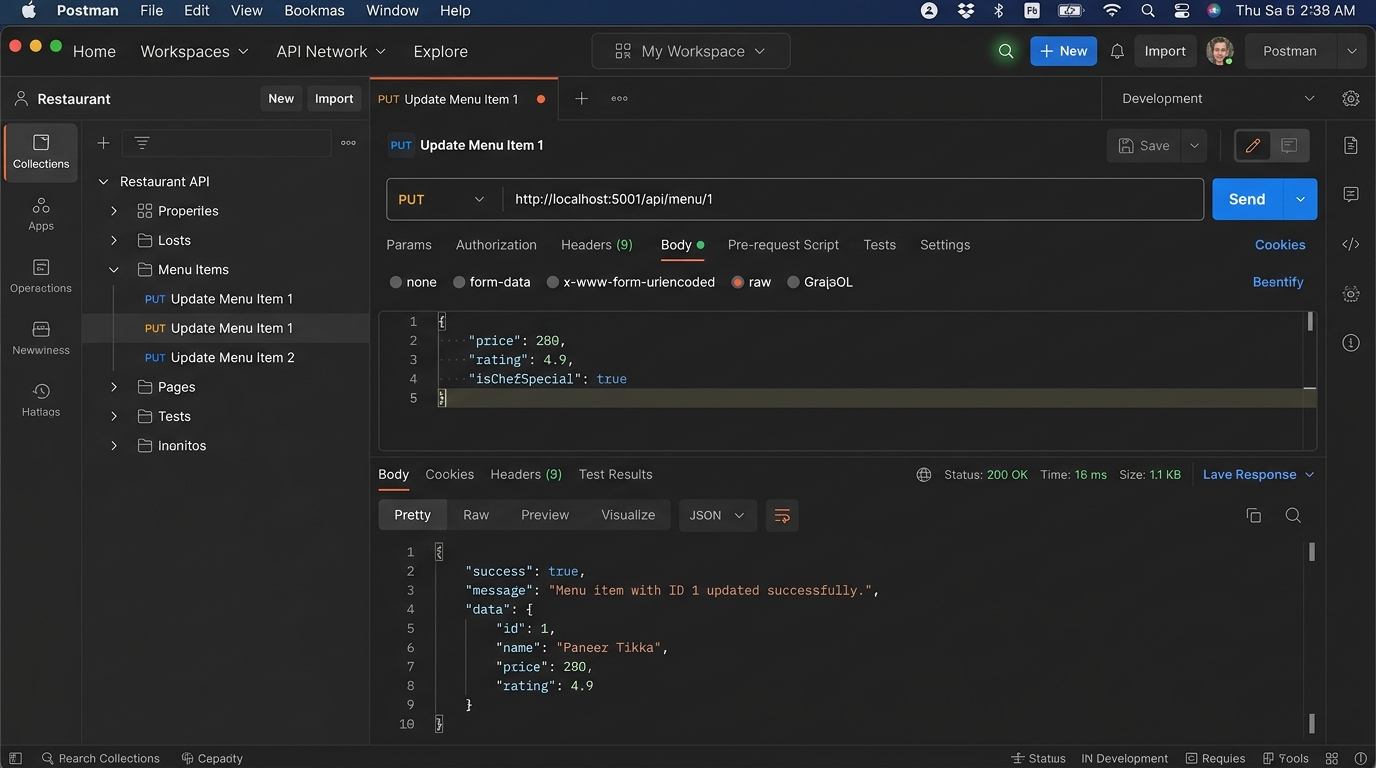 Postman File Edit View Bookmas Window Help Fb Thu Sa 6 2:38 AM
Home Workspaces API Network Explore My Workspace + New Import Postman
Restaurant New Import PUT Update Menu Item 1 Development
Collections
Apps
Operactions
Newwiness
Hatlags
Restaurant API
Properties
Losts
Menu Items
PUT Update Menu Item 1
PUT Update Menu Item 1
PUT Update Menu Item 2
Pages
Tests
Inonitos
PUT Update Menu Item 1 Save
PUT http://localhost:5001/api/menu/1 Send
Params Authorization Headers (9) Body Pre-request Script Tests Settings Cookies
none form-data x-www-form-urlencoded raw GrajaOL Besntify
1 {
2 "price": 280,
3 "rating": 4.9,
4 "isChefSpecial": true
5 }
Body Cookies Headers (9) Test Results Status: 200 OK Time: 16 ms Size: 1.1 KB Lave Response
Pretty Raw Preview Visualize JSON
1 {
2 "success": true,
3 "message": "Menu item with ID 1 updated successfully.",
4 "data": {
5 "id": 1,
6 "name": "Paneer Tikka",
7 "price": 280,
8 "rating": 4.9
9 }
10 }
Rearch Collections Cepacity Status IN Development Requies Tools